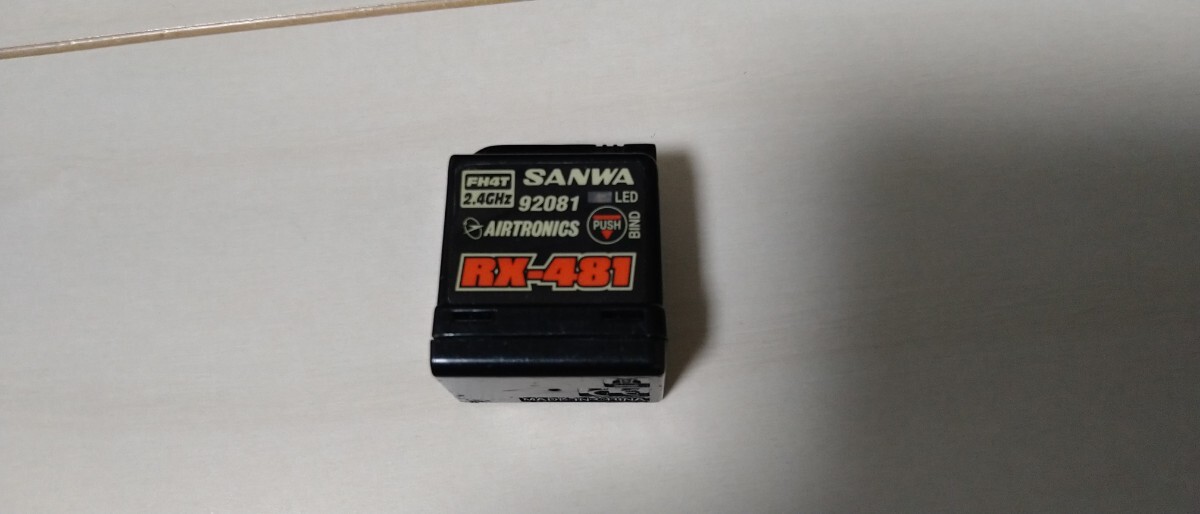 FH4T
2.4GHz
SANWA
92081
LED
AIRTRONICS
PUSH
BIND
RX-481
MADE IN CHINA